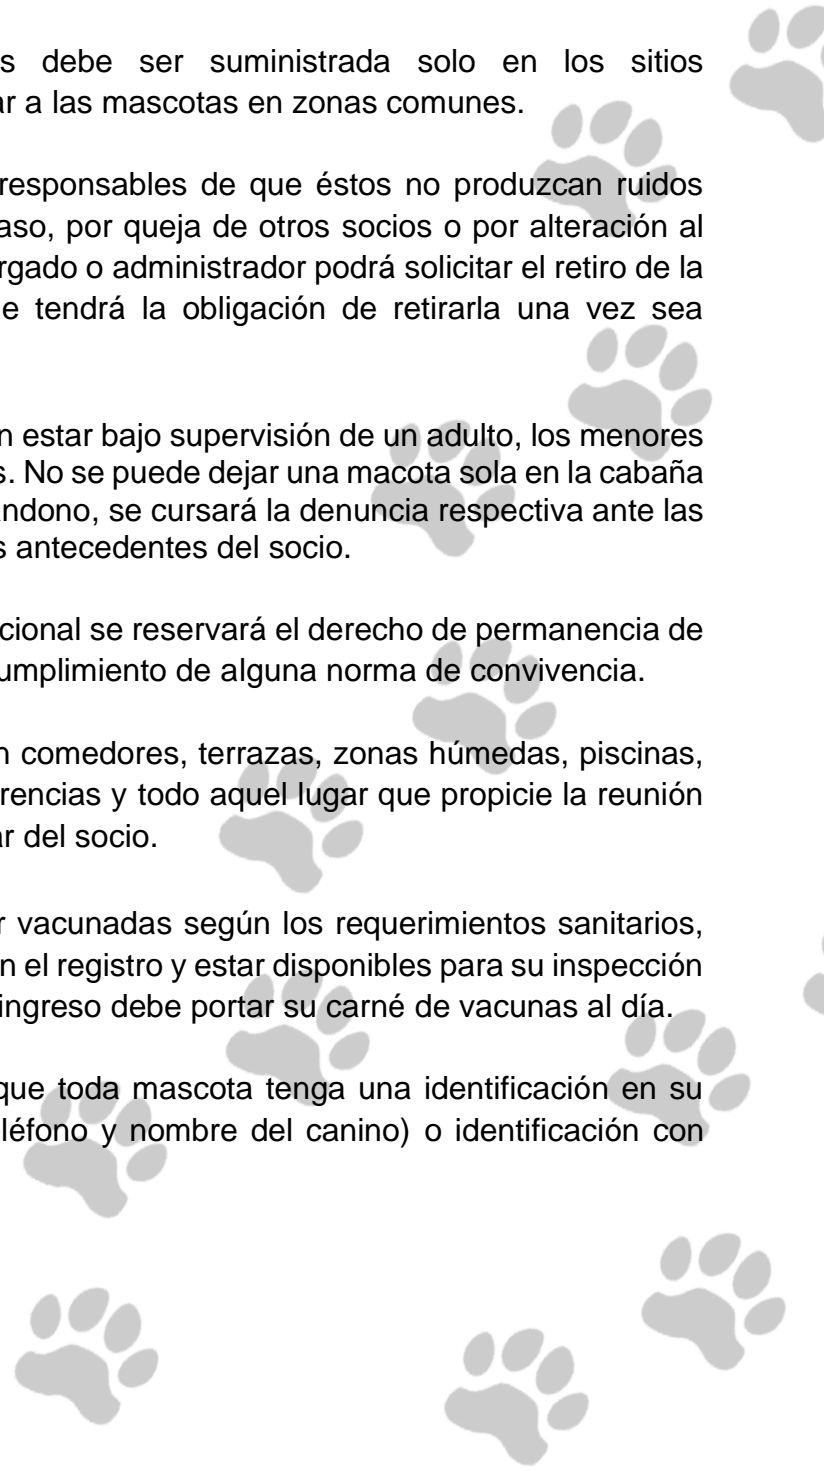 s debe ser suministrada solo en los sitios
ar a las mascotas en zonas comunes.
responsables de que éstos no produzcan ruidos
aso, por queja de otros socios o por alteración al
rgado o administrador podrá solicitar el retiro de la
e tendrá la obligación de retirarla una vez sea
n estar bajo supervisión de un adulto, los menores
s. No se puede dejar una macota sola en la cabaña
andono, se cursará la denuncia respectiva ante las
s antecedentes del socio.
cional se reservará el derecho de permanencia de
cumplimiento de alguna norma de convivencia.
n comedores, terrazas, zonas húmedas, piscinas,
rencias y todo aquel lugar que propicie la reunión
ar del socio.
r vacunadas según los requerimientos sanitarios,
n el registro y estar disponibles para su inspección
ingreso debe portar su carné de vacunas al día.
que toda mascota tenga una identificación en su
léfono y nombre del canino) o identificación con